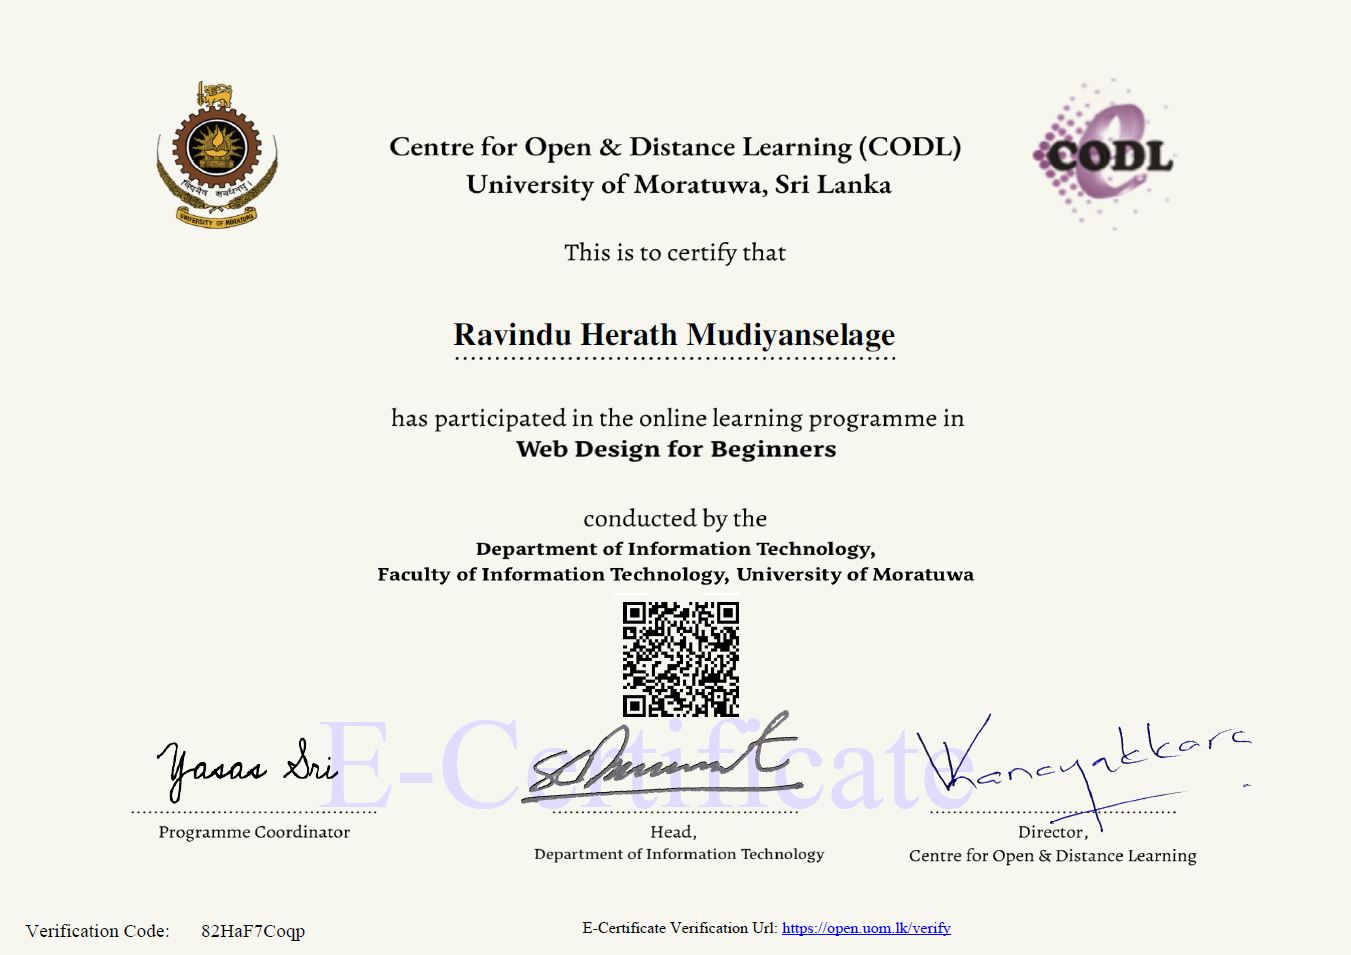 Centre for Open & Distance Learning (CODL)
University of Moratuwa, Sri Lanka
UNIVERSITY OF MORATUWA
CODL
This is to certify that
Ravindu Herath Mudiyanselage
has participated in the online learning programme in
Web Design for Beginners
conducted by the
Department of Information Technology,
Faculty of Information Technology, University of Moratuwa
E-Certificate
Yasas Sri
Programme Coordinator
Head,
Department of Information Technology
Director,
Centre for Open & Distance Learning
Verification Code: 82HaF7Coqp
E-Certificate Verification Url: https://open.uom.lk/verify